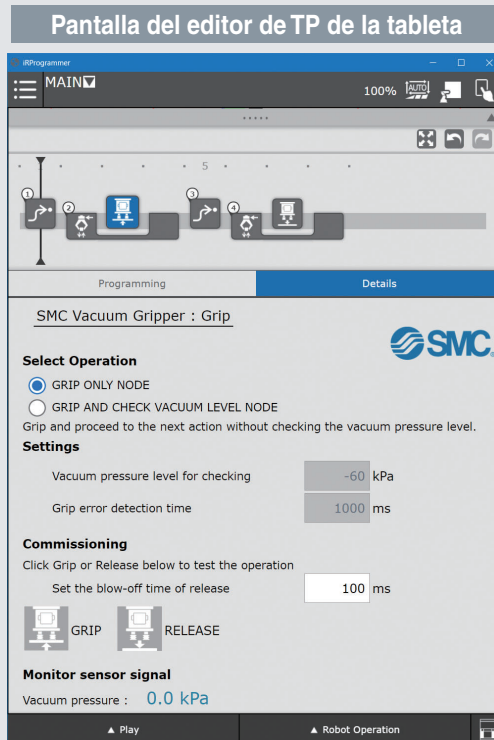 Pantalla del editor de TP de la tableta
iRProgrammer
MAIN
100% AUTO
5
1 2 3 4
Programming Details
SMC Vacuum Gripper : Grip
SMC
Select Operation
GRIP ONLY NODE
GRIP AND CHECK VACUUM LEVEL NODE
Grip and proceed to the next action without checking the vacuum pressure level.
Settings
Vacuum pressure level for checking -60 kPa
Grip error detection time 1000 ms
Commissioning
Click Grip or Release below to test the operation
Set the blow-off time of release 100 ms
GRIP RELEASE
Monitor sensor signal
Vacuum pressure : 0.0 kPa
▲ Play ▲ Robot Operation